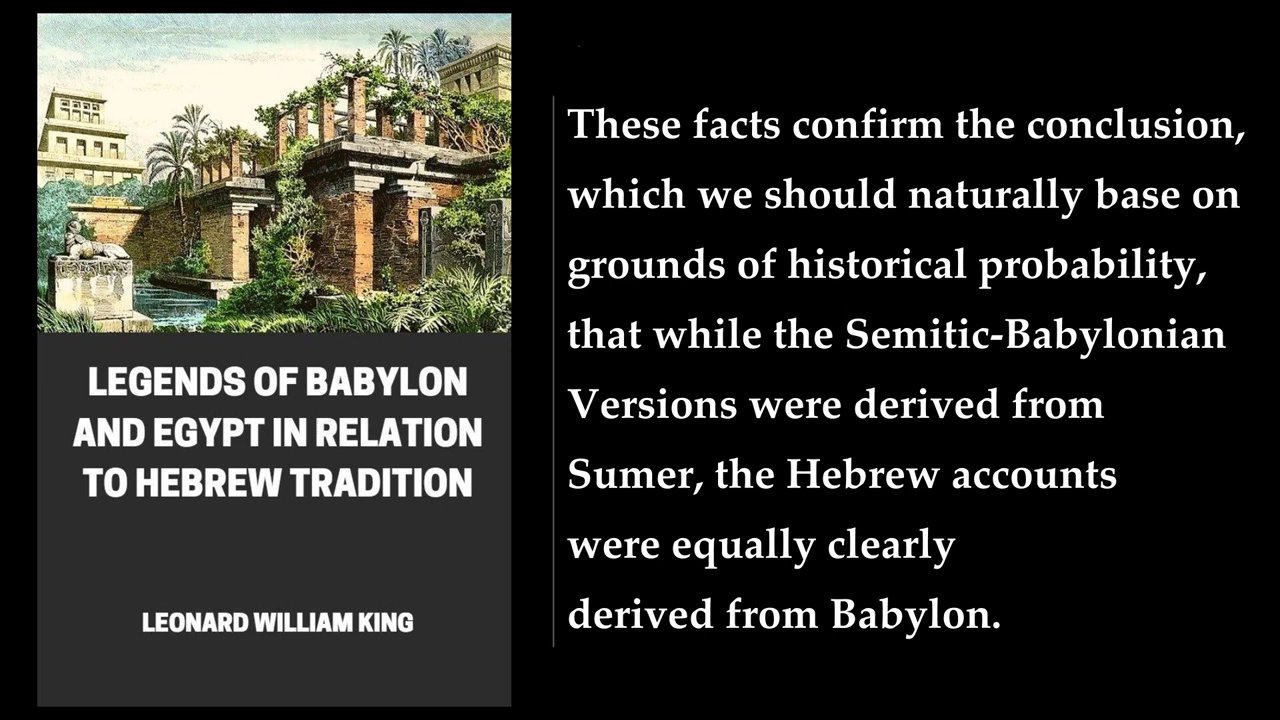 LEGENDS OF BABYLON
AND EGYPT IN RELATION
TO HEBREW TRADITION
LEONARD WILLIAM KING
These facts confirm the conclusion,
which we should naturally base on
grounds of historical probability,
that while the Semitic-Babylonian
Versions were derived from
Sumer, the Hebrew accounts
were equally clearly
derived from Babylon.